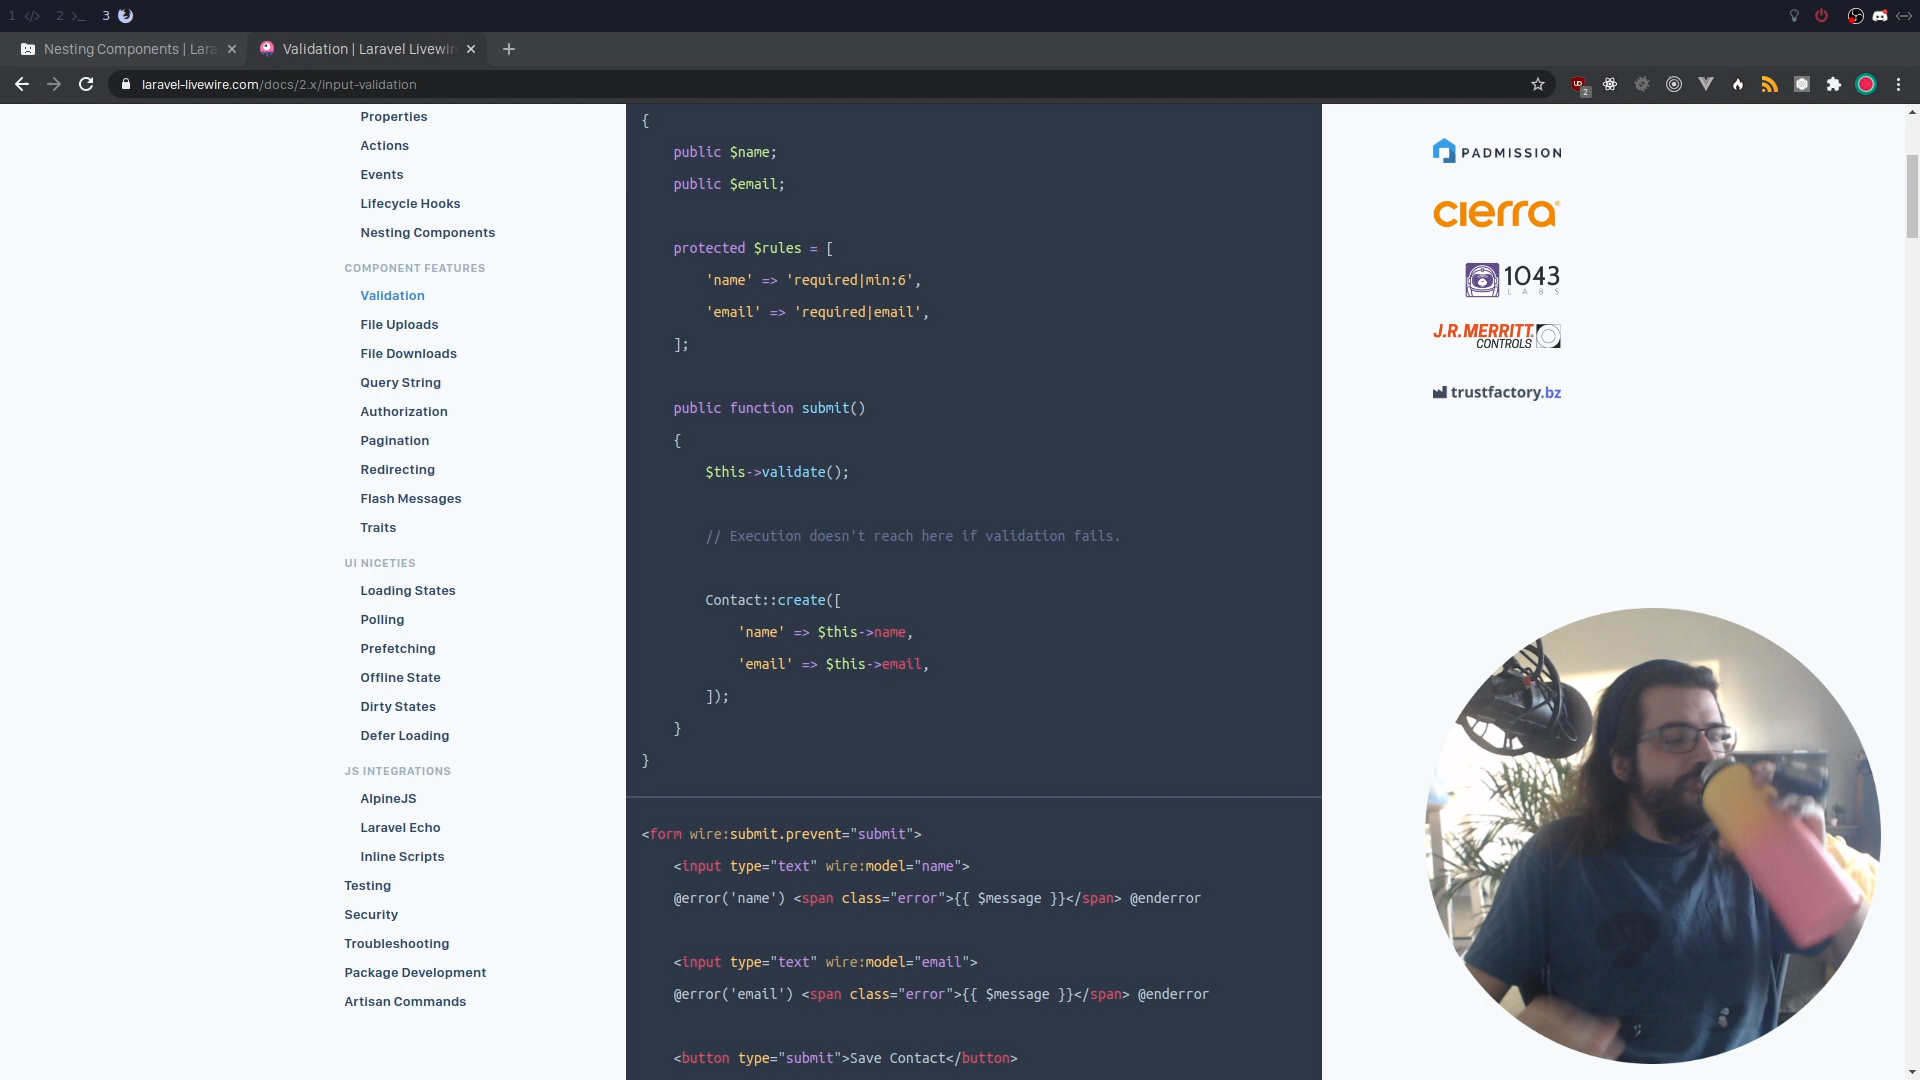 1 </> 2 >_ 3
Nesting Components | Lara
Validation | Laravel Livewir
laravel-livewire.com/docs/2.x/input-validation
2
Properties
Actions
Events
Lifecycle Hooks
Nesting Components
COMPONENT FEATURES
Validation
File Uploads
File Downloads
Query String
Authorization
Pagination
Redirecting
Flash Messages
Traits
UI NICETIES
Loading States
Polling
Prefetching
Offline State
Dirty States
Defer Loading
JS INTEGRATIONS
AlpineJS
Laravel Echo
Inline Scripts
Testing
Security
Troubleshooting
Package Development
Artisan Commands
{
public $name;
public $email;
protected $rules = [
'name' => 'required|min:6',
'email' => 'required|email',
];
public function submit()
{
$this->validate();
// Execution doesn't reach here if validation fails.
Contact::create([
'name' => $this->name,
'email' => $this->email,
]);
}
}
<form wire:submit.prevent="submit">
<input type="text" wire:model="name">
@error('name') <span class="error">{{ $message }}</span> @enderror
<input type="text" wire:model="email">
@error('email') <span class="error">{{ $message }}</span> @enderror
<button type="submit">Save Contact</button>
PADMISSION
cierra
1043
LABS
J.R.MERRITT
CONTROLS
trustfactory.bz